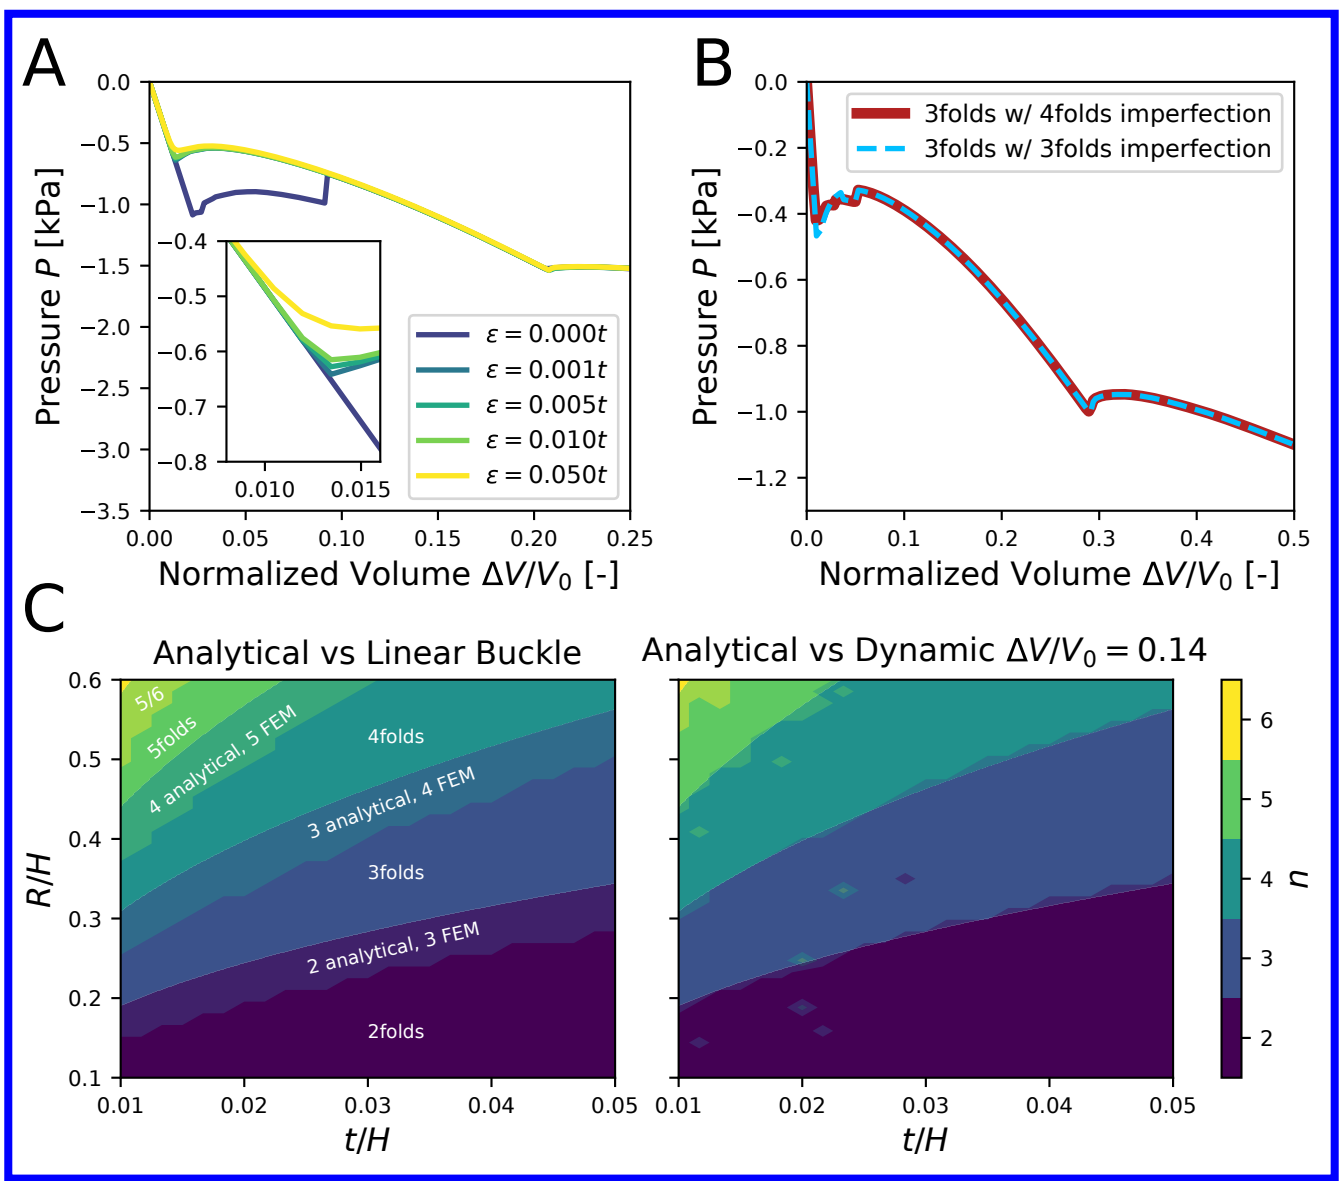 A
0.0
−0.5
−1.0
−1.5
−2.0
−2.5
−3.0
−3.5
Pressure P [kPa]
0.00 0.05 0.10 0.15 0.20 0.25
Normalized Volume ΔV/V₀ [-]
−0.4
−0.5
−0.6
−0.7
−0.8
0.010 0.015
ε = 0.000t
ε = 0.001t
ε = 0.005t
ε = 0.010t
ε = 0.050t
B
0.0
−0.2
−0.4
−0.6
−0.8
−1.0
−1.2
Pressure P [kPa]
0.0 0.1 0.2 0.3 0.4 0.5
Normalized Volume ΔV/V₀ [-]
3folds w/ 4folds imperfection
3folds w/ 3folds imperfection
C
Analytical vs Linear Buckle
0.6
0.5
0.4
0.3
0.2
0.1
R/H
5/6
5folds
4 analytical, 5 FEM
4folds
3 analytical, 4 FEM
3folds
2 analytical, 3 FEM
2folds
0.01 0.02 0.03 0.04 0.05
t/H
Analytical vs Dynamic ΔV/V₀ = 0.14
0.01 0.02 0.03 0.04 0.05
t/H
6
5
4
3
2
n